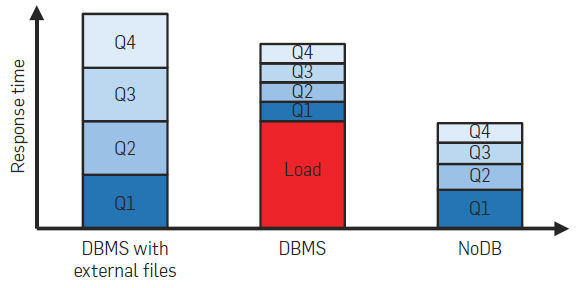 Response time
Q4
Q3
Q2
Q1
Q4
Q3
Q2
Q1
Load
Q4
Q3
Q2
Q1
DBMS with
external files
DBMS
NoDB